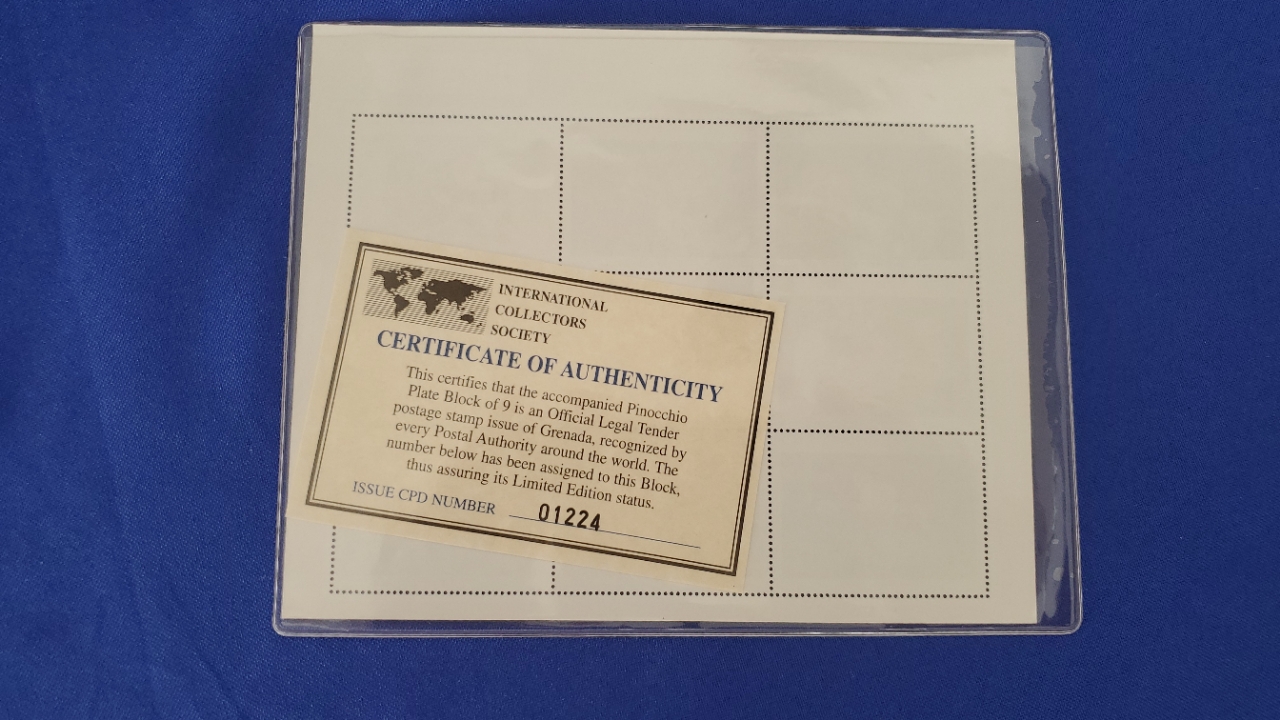 INTERNATIONAL
COLLECTORS
SOCIETY
CERTIFICATE OF AUTHENTICITY
This certifies that the accompanied Pinocchio
Plate Block of 9 is an Official Legal Tender
postage stamp issue of Grenada, recognized by
every Postal Authority around the world. The
number below has been assigned to this Block,
thus assuring its Limited Edition status.
ISSUE CPD NUMBER 01224